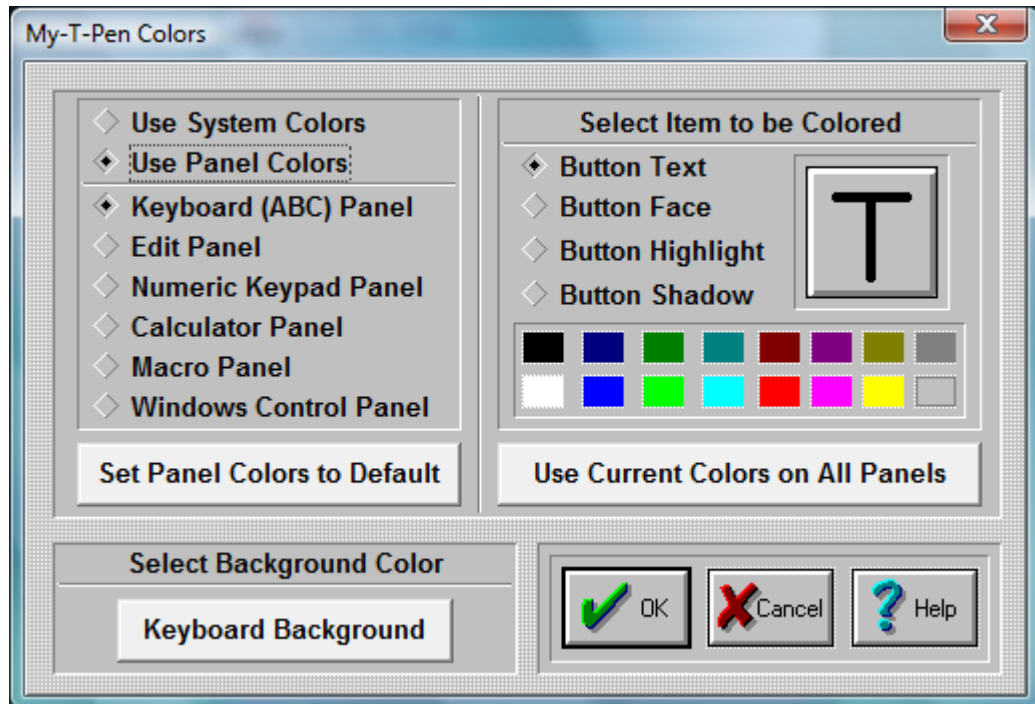 My-T-Pen Colors
Use System Colors
Use Panel Colors
Keyboard (ABC) Panel
Edit Panel
Numeric Keypad Panel
Calculator Panel
Macro Panel
Windows Control Panel
Set Panel Colors to Default
Select Item to be Colored
Button Text
Button Face
Button Highlight
Button Shadow
T
Use Current Colors on All Panels
Select Background Color
Keyboard Background
OK
Cancel
Help